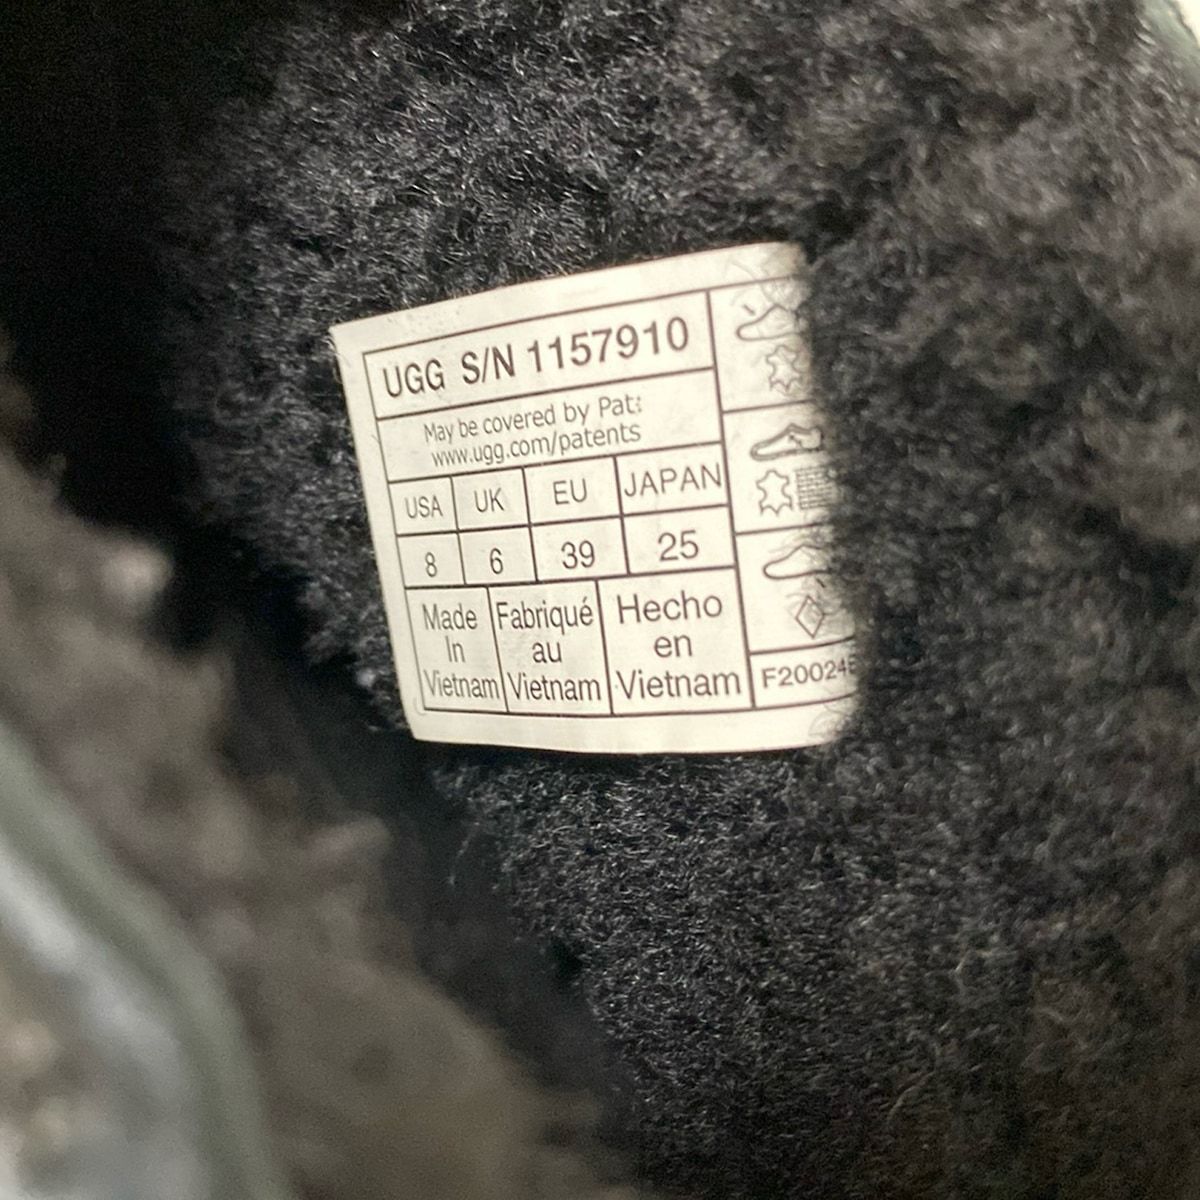 UGG S/N 1157910
May be covered by Pat:
www.ugg.com/patents
USA UK EU JAPAN
8 6 39 25
Made In Vietnam
Fabriqué au Vietnam
Hecho en Vietnam
F20024